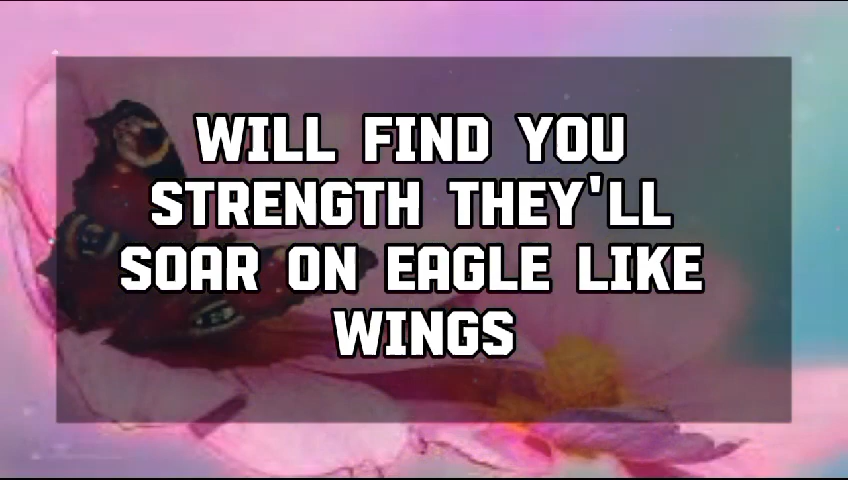 WILL FIND YOU
STRENGTH THEY'LL
SOAR ON EAGLE LIKE
WINGS